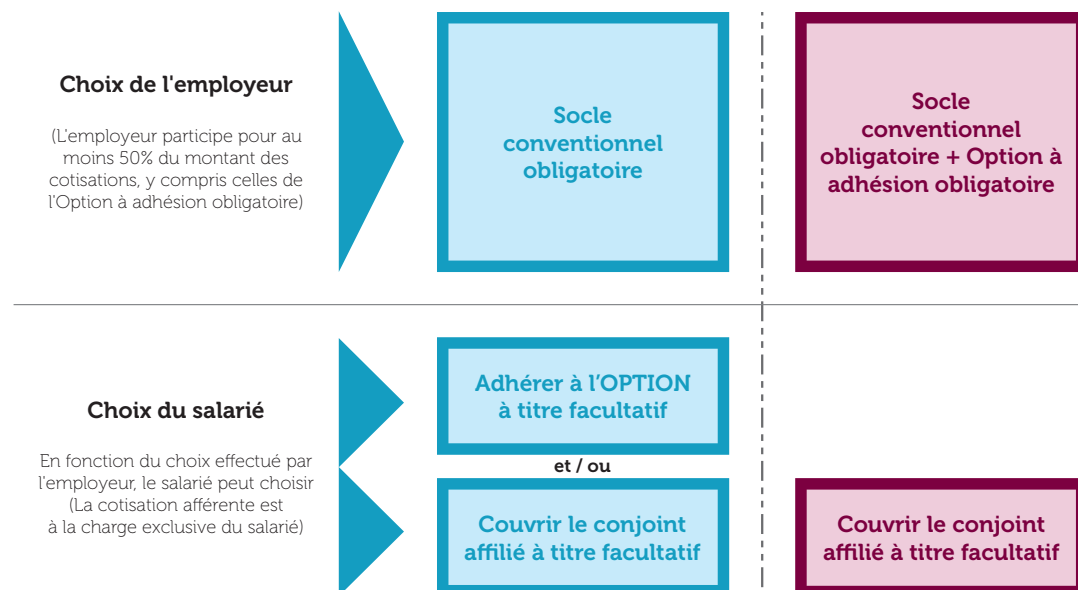 Choix de l'employeur
(L'employeur participe pour au
moins 50% du montant des
cotisations, y compris celles de
l'Option à adhésion obligatoire)
Socle
conventionnel
obligatoire
Socle
conventionnel
obligatoire + Option à
adhésion obligatoire
Choix du salarié
En fonction du choix effectué par
l'employeur, le salarié peut choisir
(La cotisation afférente est
à la charge exclusive du salarié)
Adhérer à l'OPTION
à titre facultatif
et / ou
Couvrir le conjoint
affilié à titre facultatif
Couvrir le conjoint
affilié à titre facultatif